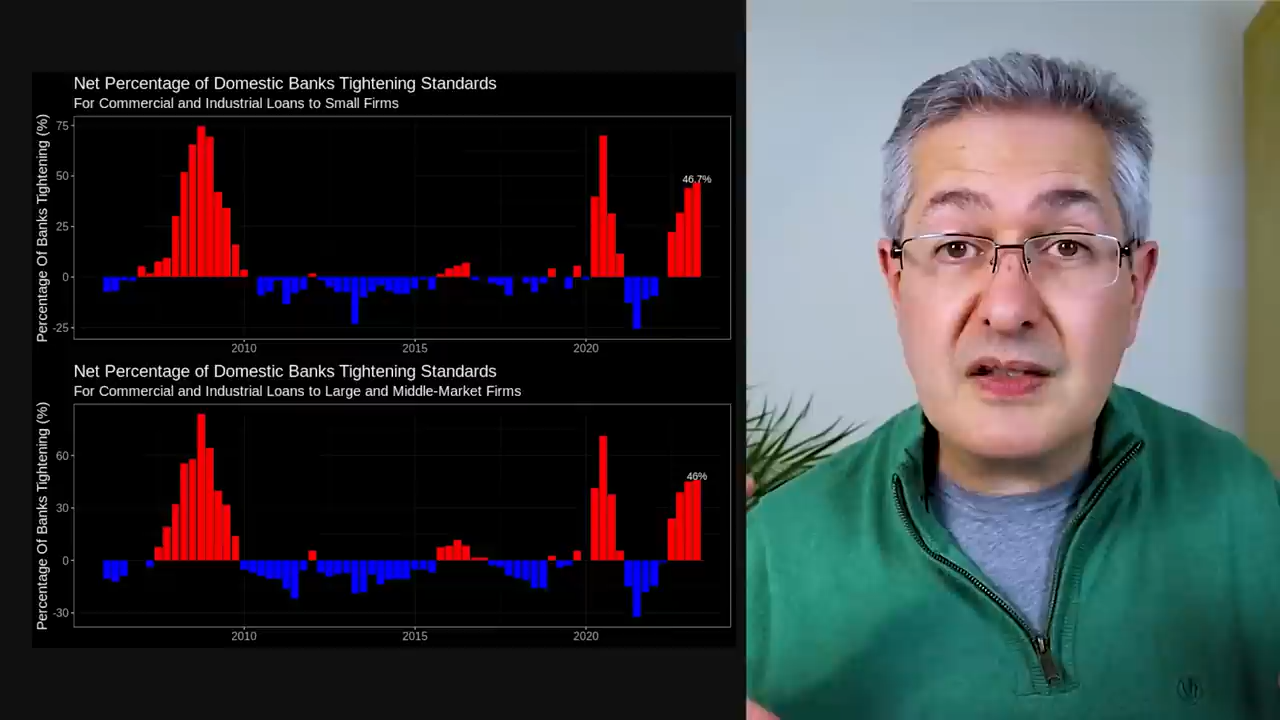 Net Percentage of Domestic Banks Tightening Standards
For Commercial and Industrial Loans to Small Firms
Percentage Of Banks Tightening (%)
75
50
25
0
-25
46.7%
2010 2015 2020
Net Percentage of Domestic Banks Tightening Standards
For Commercial and Industrial Loans to Large and Middle-Market Firms
Percentage Of Banks Tightening (%)
60
30
0
-30
46%
2010 2015 2020